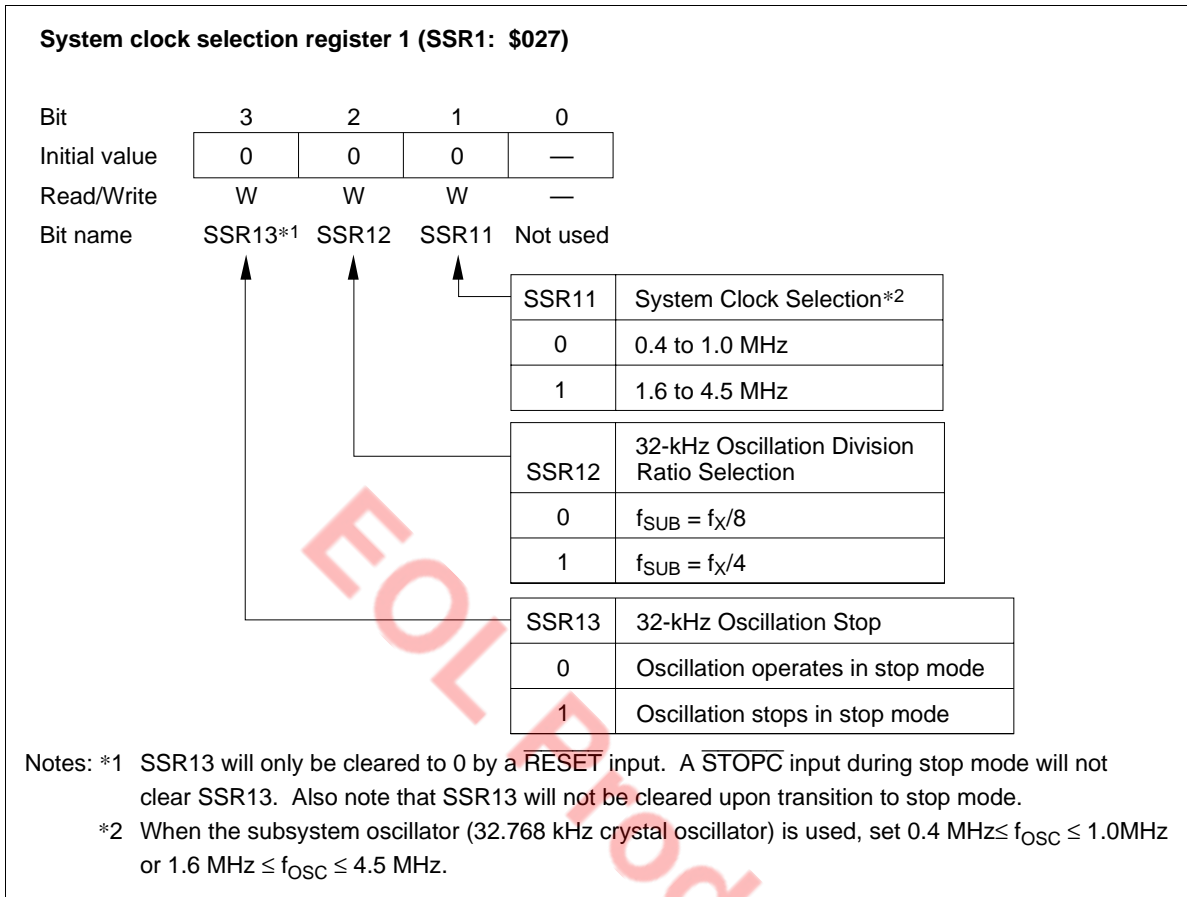 System clock selection register 1 (SSR1: $027)
Bit 3 2 1 0
Initial value 0 0 0 —
Read/Write W W W —
Bit name SSR13*1 SSR12 SSR11 Not used
SSR11 System Clock Selection*2
0 0.4 to 1.0 MHz
1 1.6 to 4.5 MHz
32-kHz Oscillation Division
SSR12 Ratio Selection
0 fSUB = fX/8
1 fSUB = fX/4
SSR13 32-kHz Oscillation Stop
0 Oscillation operates in stop mode
1 Oscillation stops in stop mode
Notes: *1 SSR13 will only be cleared to 0 by a RESET input. A STOPC input during stop mode will not
clear SSR13. Also note that SSR13 will not be cleared upon transition to stop mode.
*2 When the subsystem oscillator (32.768 kHz crystal oscillator) is used, set 0.4 MHz≤ fOSC ≤ 1.0MHz
or 1.6 MHz ≤ fOSC ≤ 4.5 MHz.
EOL Prod